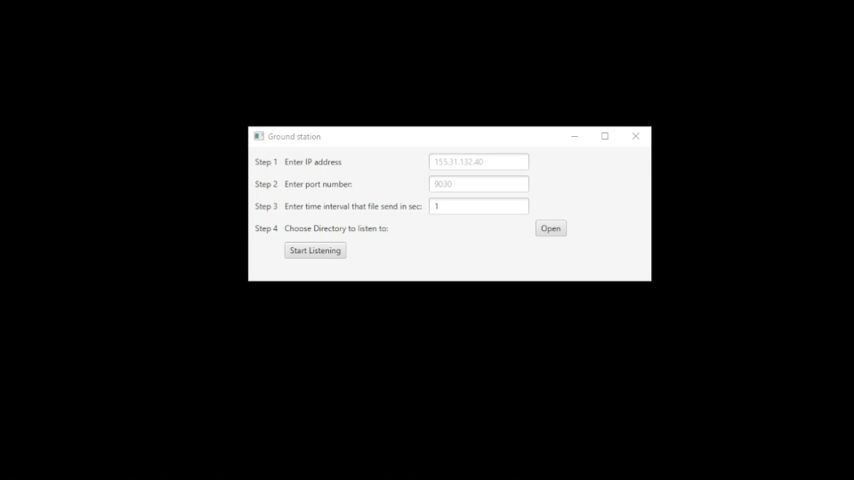 Ground station
Step 1 Enter IP address 155.31.132.40
Step 2 Enter port number: 9030
Step 3 Enter time interval that file send in sec: 1
Step 4 Choose Directory to listen to: Open
Start Listening